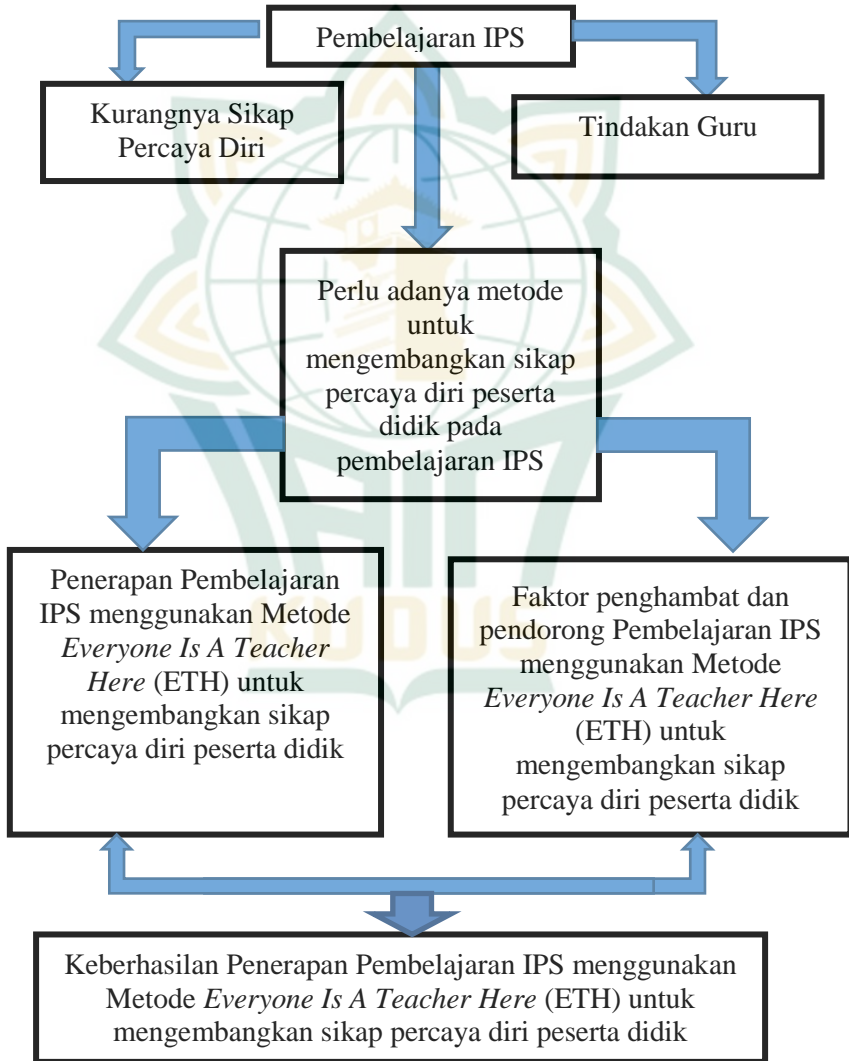 Pembelajaran IPS
Kurangnya Sikap
Percaya Diri
Tindakan Guru
Perlu adanya metode
untuk
mengembangkan sikap
percaya diri peserta
didik pada
pembelajaran IPS
Penerapan Pembelajaran
IPS menggunakan Metode
Everyone Is A Teacher
Here (ETH) untuk
mengembangkan sikap
percaya diri peserta didik
Faktor penghambat dan
pendorong Pembelajaran IPS
menggunakan Metode
Everyone Is A Teacher Here
(ETH) untuk
mengembangkan sikap
percaya diri peserta didik
KUDUS
Keberhasilan Penerapan Pembelajaran IPS menggunakan
Metode Everyone Is A Teacher Here (ETH) untuk
mengembangkan sikap percaya diri peserta didik